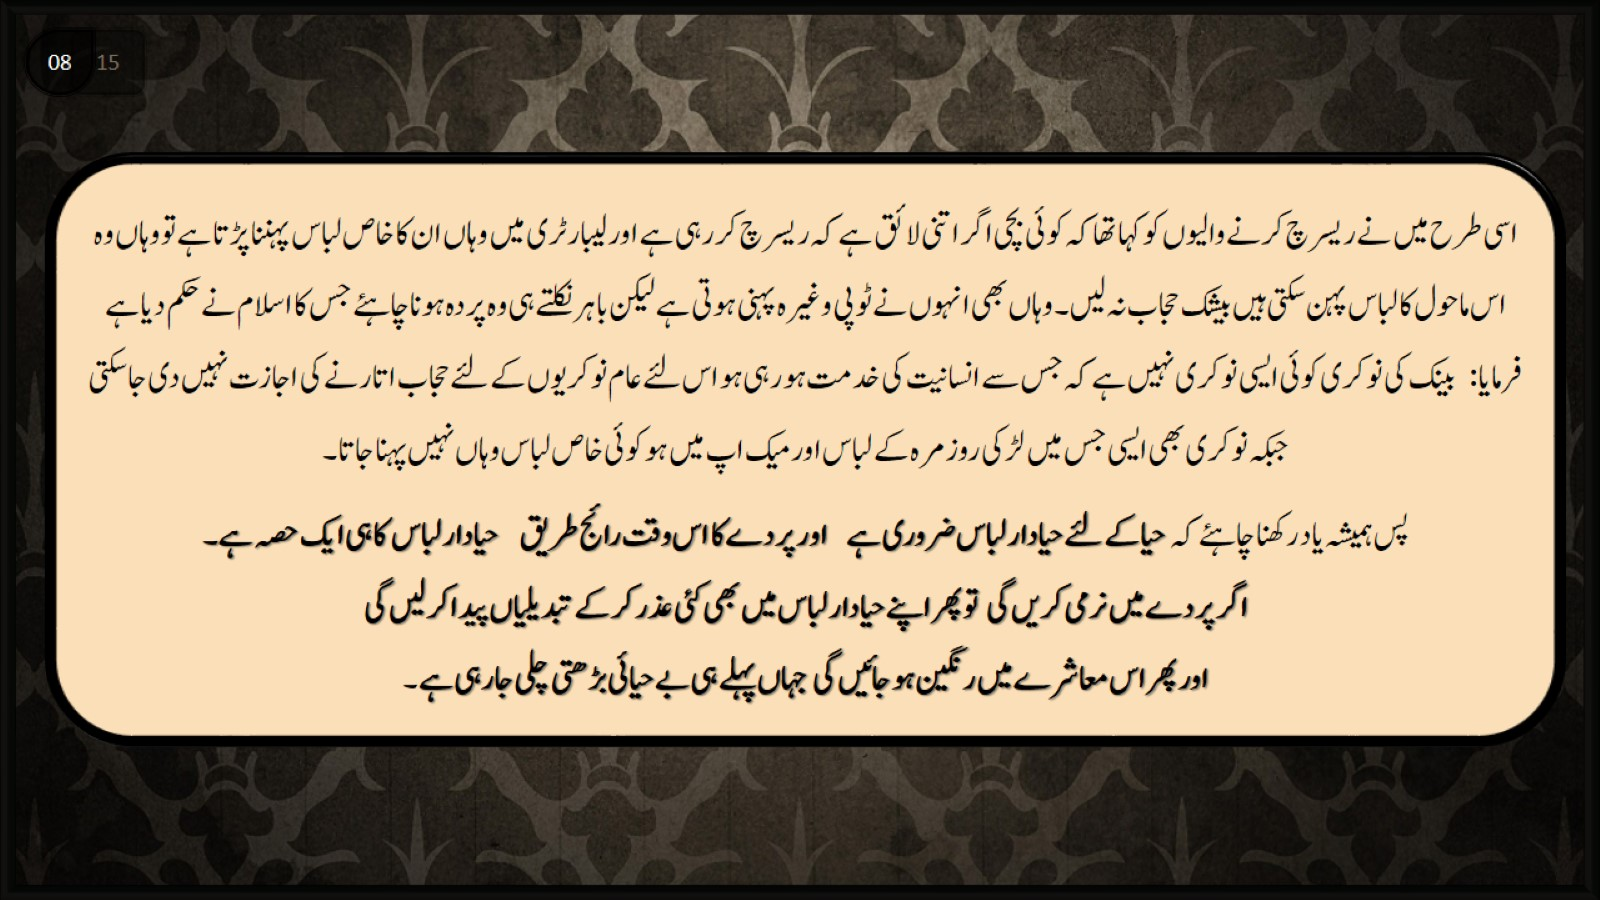 08 15
اسی طرح میں نے ریسرچ کرنے والیوں کو کہا تھا کہ کوئی بچی اگر اتنی لائق ہے کہ ریسرچ کر رہی ہے اور لیبارٹری میں وہاں ان کا خاص لباس پہننا پڑتا ہے تو وہاں وہ
اس ماحول کا لباس پہن سکتی ہیں بیشک حجاب نہ لیں۔ وہاں بھی انہوں نے ٹوپی وغیرہ پہنی ہوتی ہے لیکن باہر نکلتے ہی وہ پردہ ہونا چاہئے جس کا اسلام نے حکم دیا ہے
فرمایا: بینک کی نوکری کوئی ایسی نوکری نہیں ہے کہ جس سے انسانیت کی خدمت ہو رہی ہو اس لئے عام نوکریوں کے لئے حجاب اتارنے کی اجازت نہیں دی جا سکتی
جبکہ نوکری بھی ایسی جس میں لڑکی روزمرہ کے لباس اور میک اپ میں ہو کوئی خاص لباس وہاں نہیں پہنا جاتا۔
پس ہمیشہ یاد رکھنا چاہئے کہ حیا کے لئے حیادار لباس ضروری ہے اور پردے کا اس وقت رائج طریق حیادار لباس کا ہی ایک حصہ ہے۔
اگر پردے میں نرمی کریں گی تو پھر اپنے حیادار لباس میں بھی کئی عذر کر کے تبدیلیاں پیدا کر لیں گی
اور پھر اس معاشرے میں رنگین ہو جائیں گی جہاں پہلے ہی بے حیائی بڑھتی چلی جا رہی ہے۔